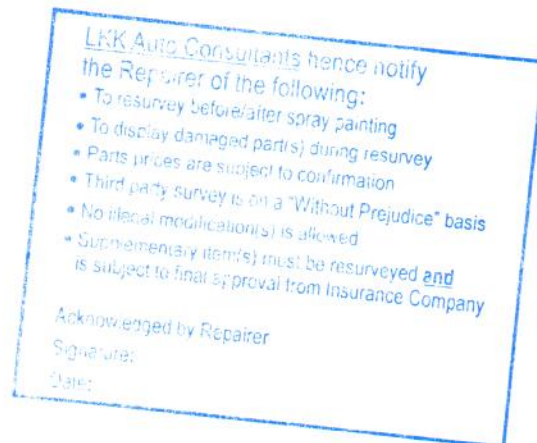 LKK Auto Consultants hence notify
the Repairer of the following:
• To resurvey before/after spray painting
• To display damaged part(s) during resurvey
• Parts prices are subject to confirmation
• Third party survey is on a "Without Prejudice" basis
• No illegal modification(s) is allowed
• Supplementary item(s) must be resurveyed and
is subject to final approval from Insurance Company
Acknowledged by Repairer
Signature:
Date: